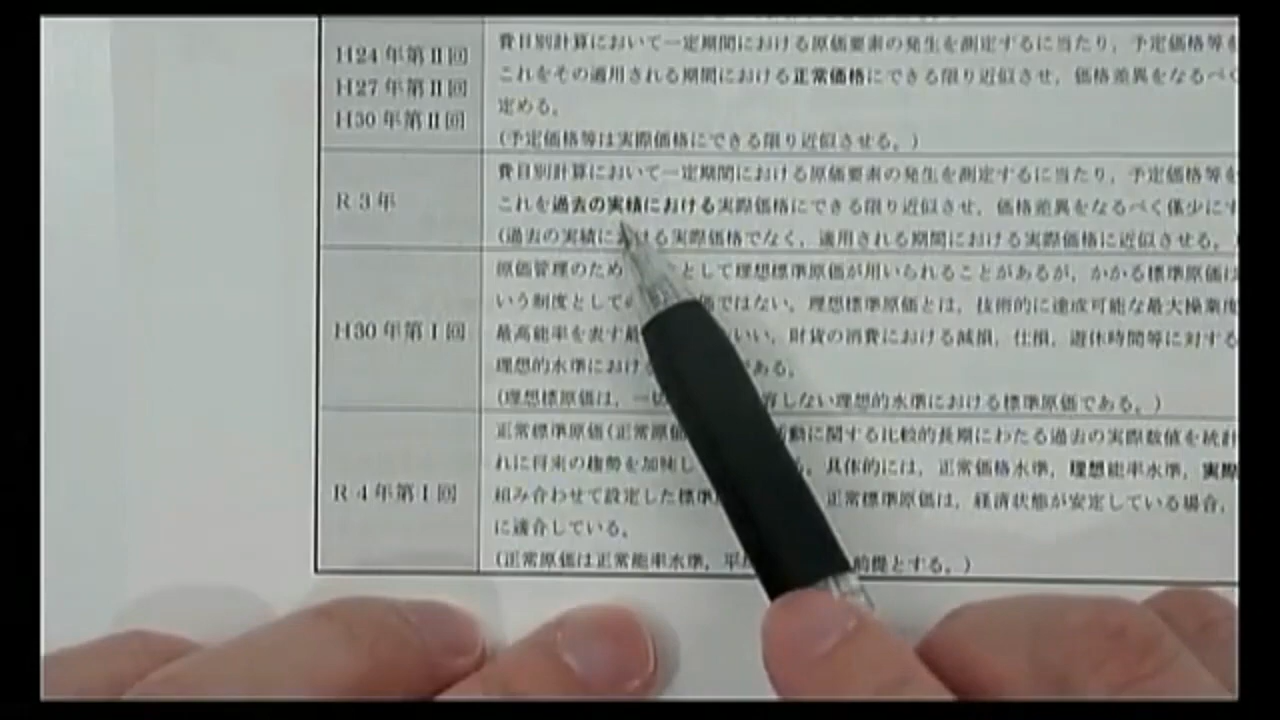 H24年第Ⅱ回
H27年第Ⅱ回
H30年第Ⅱ回
費目別計算において一定期間における原価要素の発生を測定するに当たり，予定価格等を
これをその適用される期間における正常価格にできる限り近似させ，価格差異をなるべく
定める。
(予定価格等は実際価格にできる限り近似させる。)
R3年
費目別計算において一定期間における原価要素の発生を測定するに当たり，予定価格等を
これを過去の実績における実際価格にできる限り近似させ，価格差異をなるべく僅少にす
(過去の実績における実際価格でなく，適用される期間における実際価格に近似させる。)
H30年第Ⅰ回
原価管理のため として理想標準原価が用いられることがあるが，かかる標準原価は
いう制度としての 価ではない。理想標準原価とは，技術的に達成可能な最大操業度
最高能率を表す最 いい，財貨の消費における減損，仕損，遊休時間等に対する
理想的水準におけ ある。
(理想標原価は，一切 容しない理想的水準における標準原価である。)
R4年第Ⅰ回
正常標準原価(正常原価 動に関する比較的長期にわたる過去の実際数値を統計
れに将来の趨勢を加味し る。具体的には，正常価格水準，理想能率水準，実際
組み合わせて設定した標準 正常標準原価は，経済状態が安定している場合，
に適合している。
(正常原価は正常能率水準，平 前提とする。)